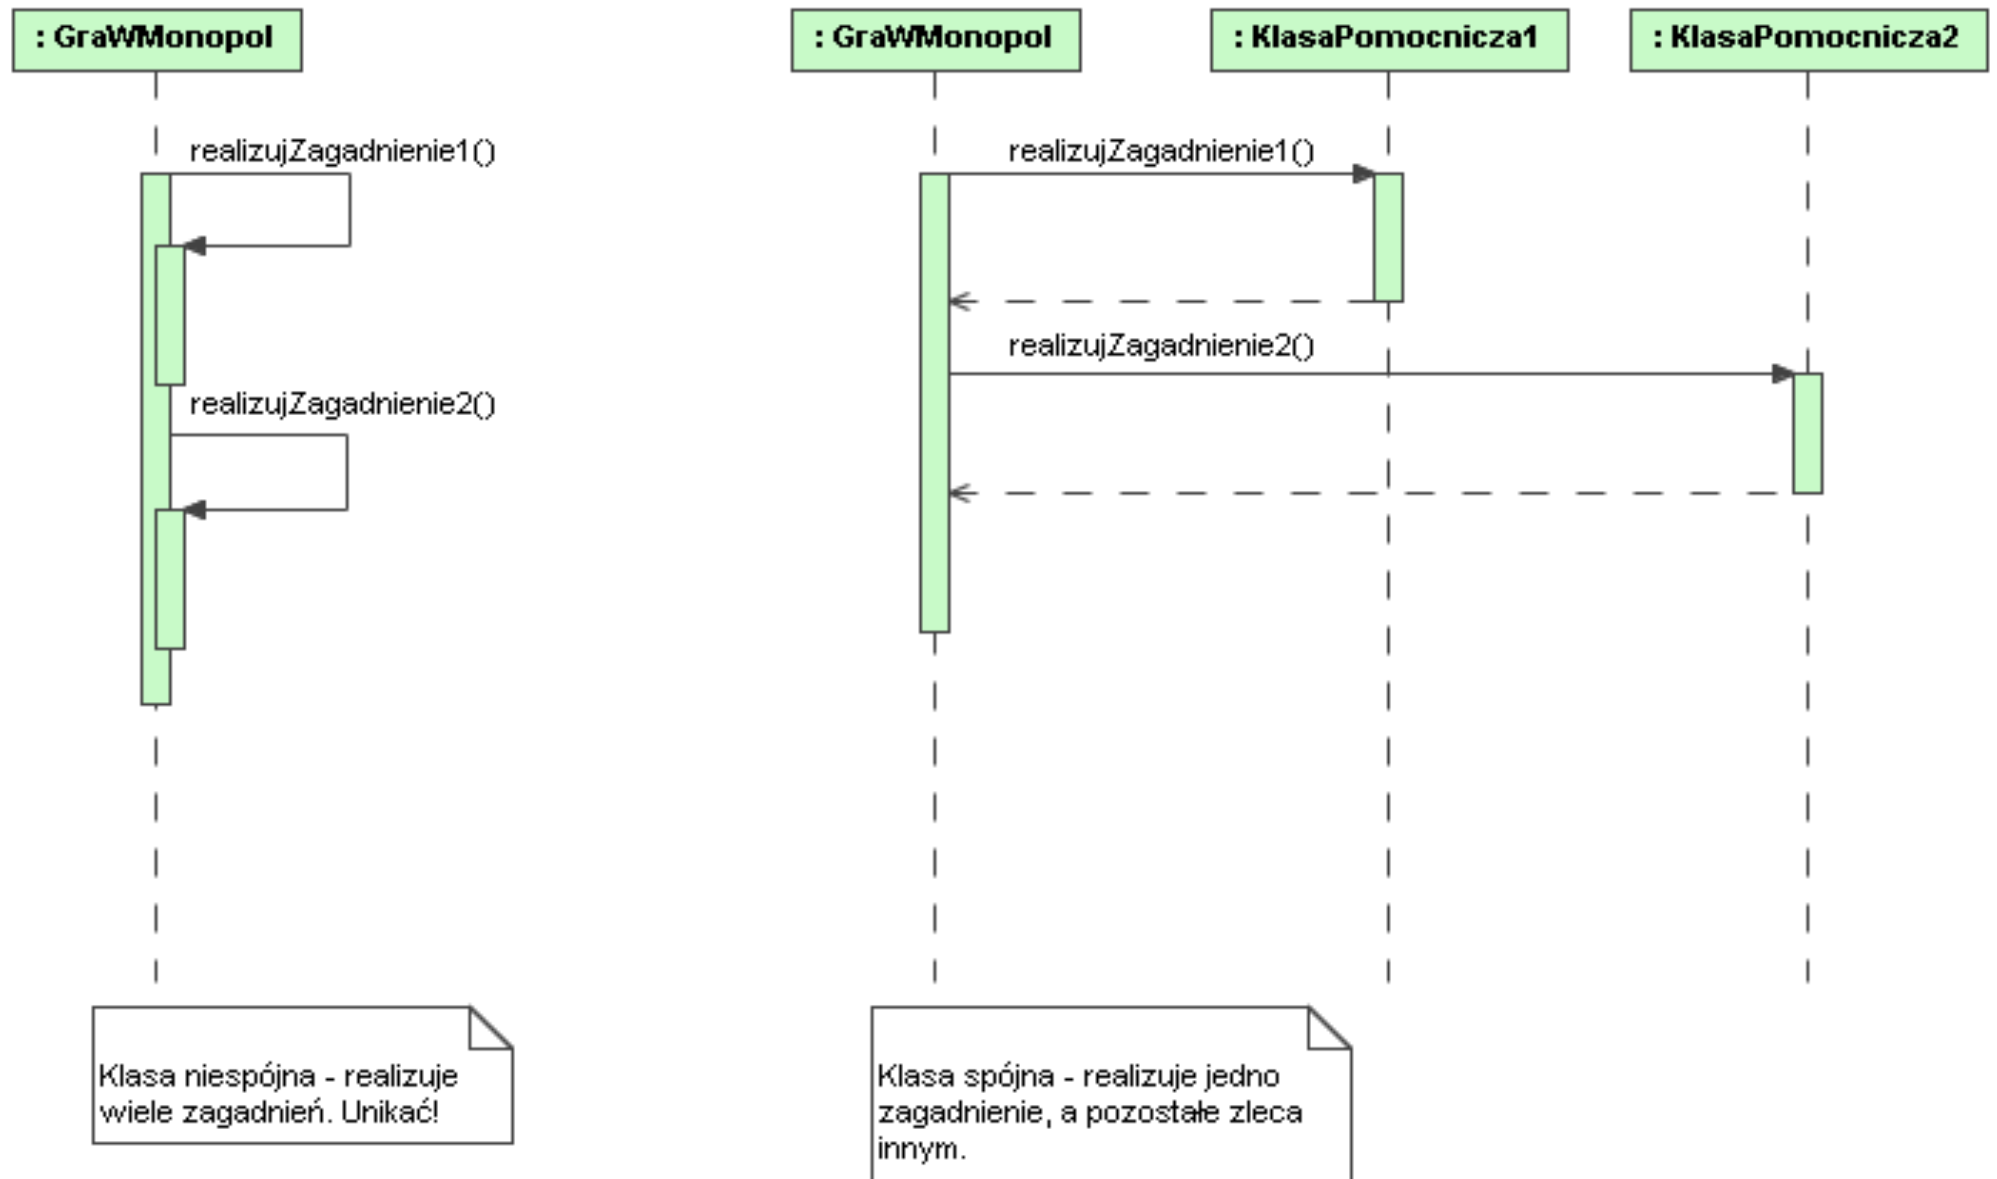 : GraWMonopol
: GraWMonopol
: KlasaPomocnicza1
: KlasaPomocnicza2
realizujZagadnienie1()
realizujZagadnienie1()
realizujZagadnienie2()
realizujZagadnienie2()
Klasa niespójna - realizuje
wiele zagadnień. Unikać!
Klasa spójna - realizuje jedno
zagadnienie, a pozostałe zleca
innym.